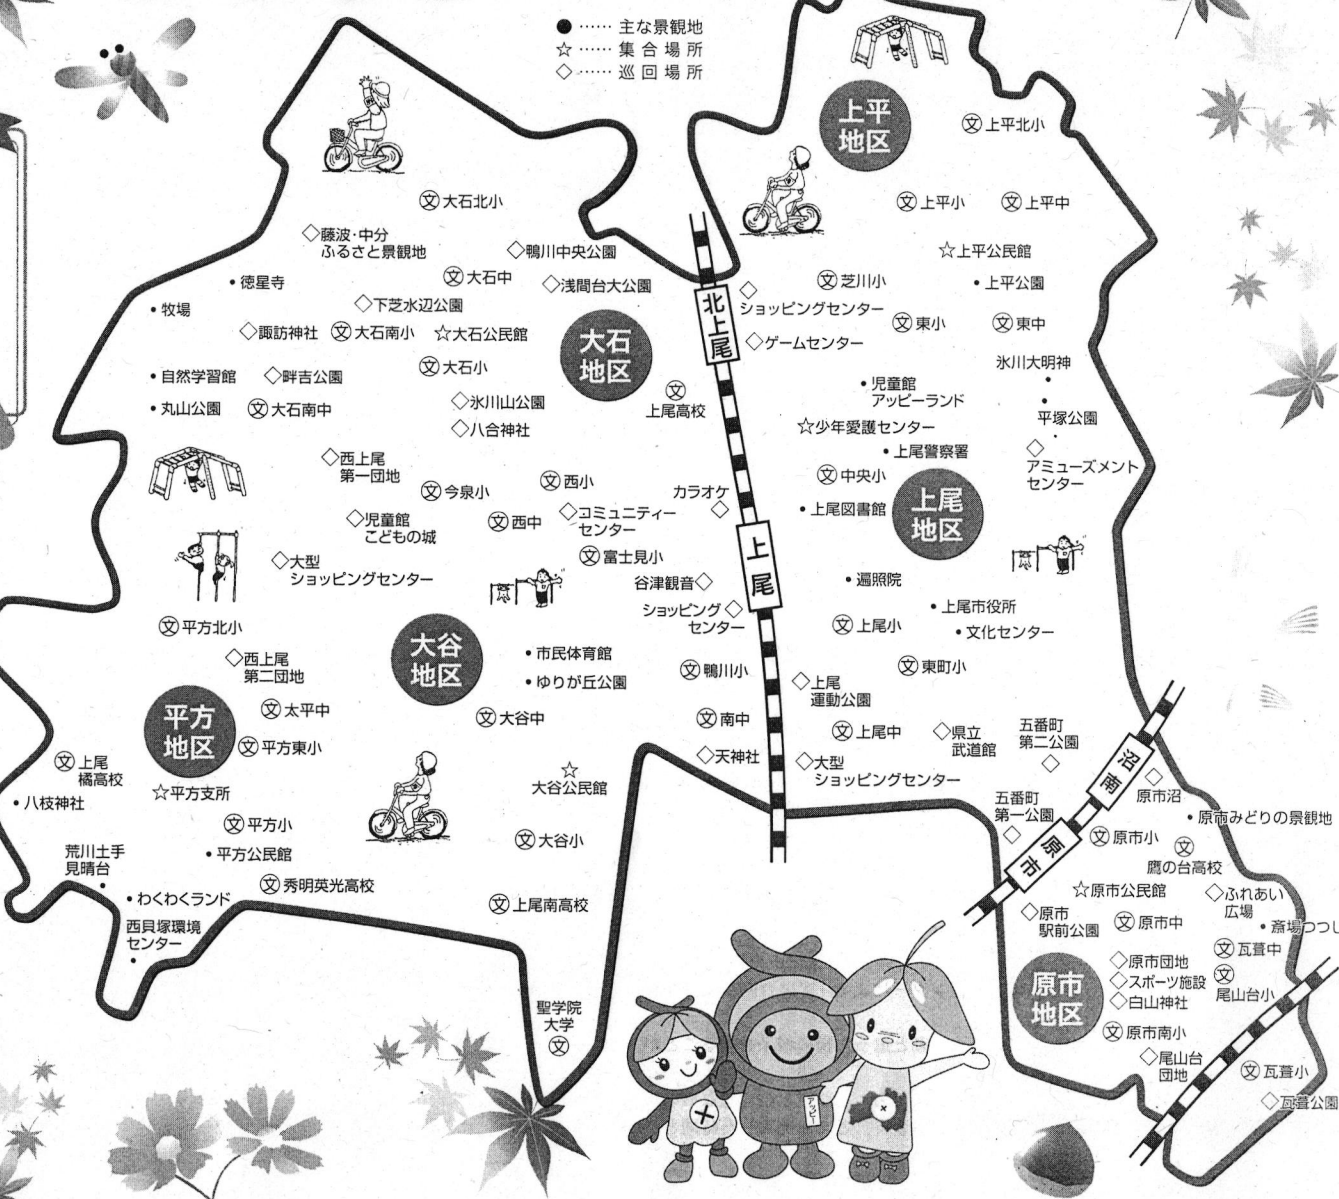 ● …… 主な景観地
☆ …… 集合場所
◇ …… 巡回場所
上平
地区
文 上平北小
文 上平小
文 上平中
☆上平公民館
文 芝川小
• 上平公園
◇
ショッピングセンター
文 東小
文 東中
◇ゲームセンター
氷川大明神
•
• 児童館
アッピーランド
•
平塚公園
☆少年愛護センター
• 上尾警察署
◇
アミューズメント
センター
文 中央小
• 上尾図書館
上尾
地区
• 遍照院
• 上尾市役所
• 文化センター
文 上尾小
文 東町小
◇上尾
運動公園
文 上尾中
◇県立
武道館
五番町
第二公園
◇
◇大型
ショッピングセンター
五番町
第一公園
◇
北上尾
上尾
沼南
原市
文 大石北小
◇藤波・中分
ふるさと景観地
◇鴨川中央公園
• 徳星寺
文 大石中
◇浅間台大公園
• 牧場
◇下芝水辺公園
◇諏訪神社
文 大石南小
☆大石公民館
大石
地区
文 大石小
• 自然学習館
◇畔吉公園
文
上尾高校
• 丸山公園
文 大石南中
◇氷川山公園
◇八合神社
◇西上尾
第一団地
文 今泉小
文 西小
カラオケ
◇
◇児童館
こどもの城
文 西中
◇コミュニティー
センター
◇大型
ショッピングセンター
文 富士見小
谷津観音◇
ショッピング◇
センター
文 平方北小
大谷
地区
• 市民体育館
• ゆりが丘公園
文 鴨川小
◇西上尾
第二団地
平方
地区
文 太平中
文 大谷中
文 南中
文 平方東小
◇天神社
文 上尾
橘高校
☆平方支所
☆
大谷公民館
• 八枝神社
文 平方小
文 大谷小
• 平方公民館
荒川土手
見晴台
•
文 秀明英光高校
• わくわくランド
文 上尾南高校
西貝塚環境
センター
•
聖学院
大学
文
◇
原市沼
• 原市みどりの景観地
文 原市小
文
鷹の台高校
☆原市公民館
◇ふれあい
広場
◇原市
駅前公園
文 原市中
• 斎場つつじ
文 瓦葺中
原市
地区
◇原市団地
◇スポーツ施設
◇白山神社
文
尾山台小
文 原市南小
◇尾山台
団地
文 瓦葺小
◇瓦葺公園
アッピー